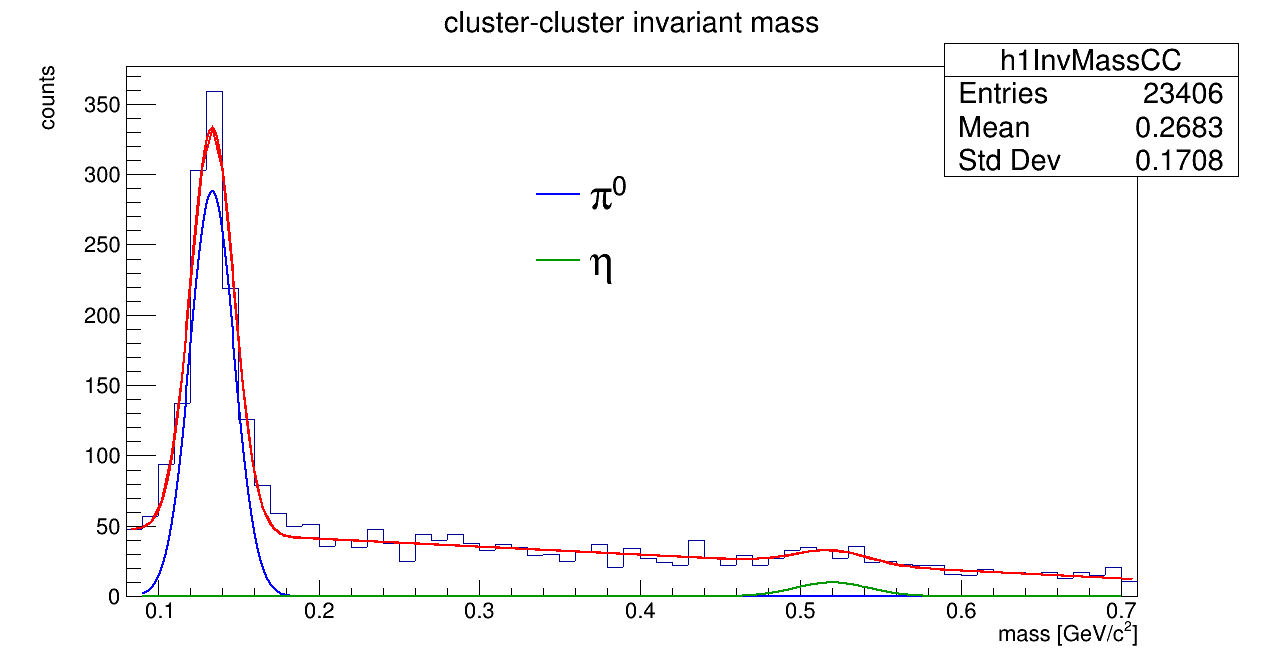 cluster-cluster invariant mass
h1InvMassCC
Entries 23406
Mean 0.2683
Std Dev 0.1708
counts
350
300
250
200
150
100
50
0
π⁰
η
0.1 0.2 0.3 0.4 0.5 0.6 0.7
mass [GeV/c²]